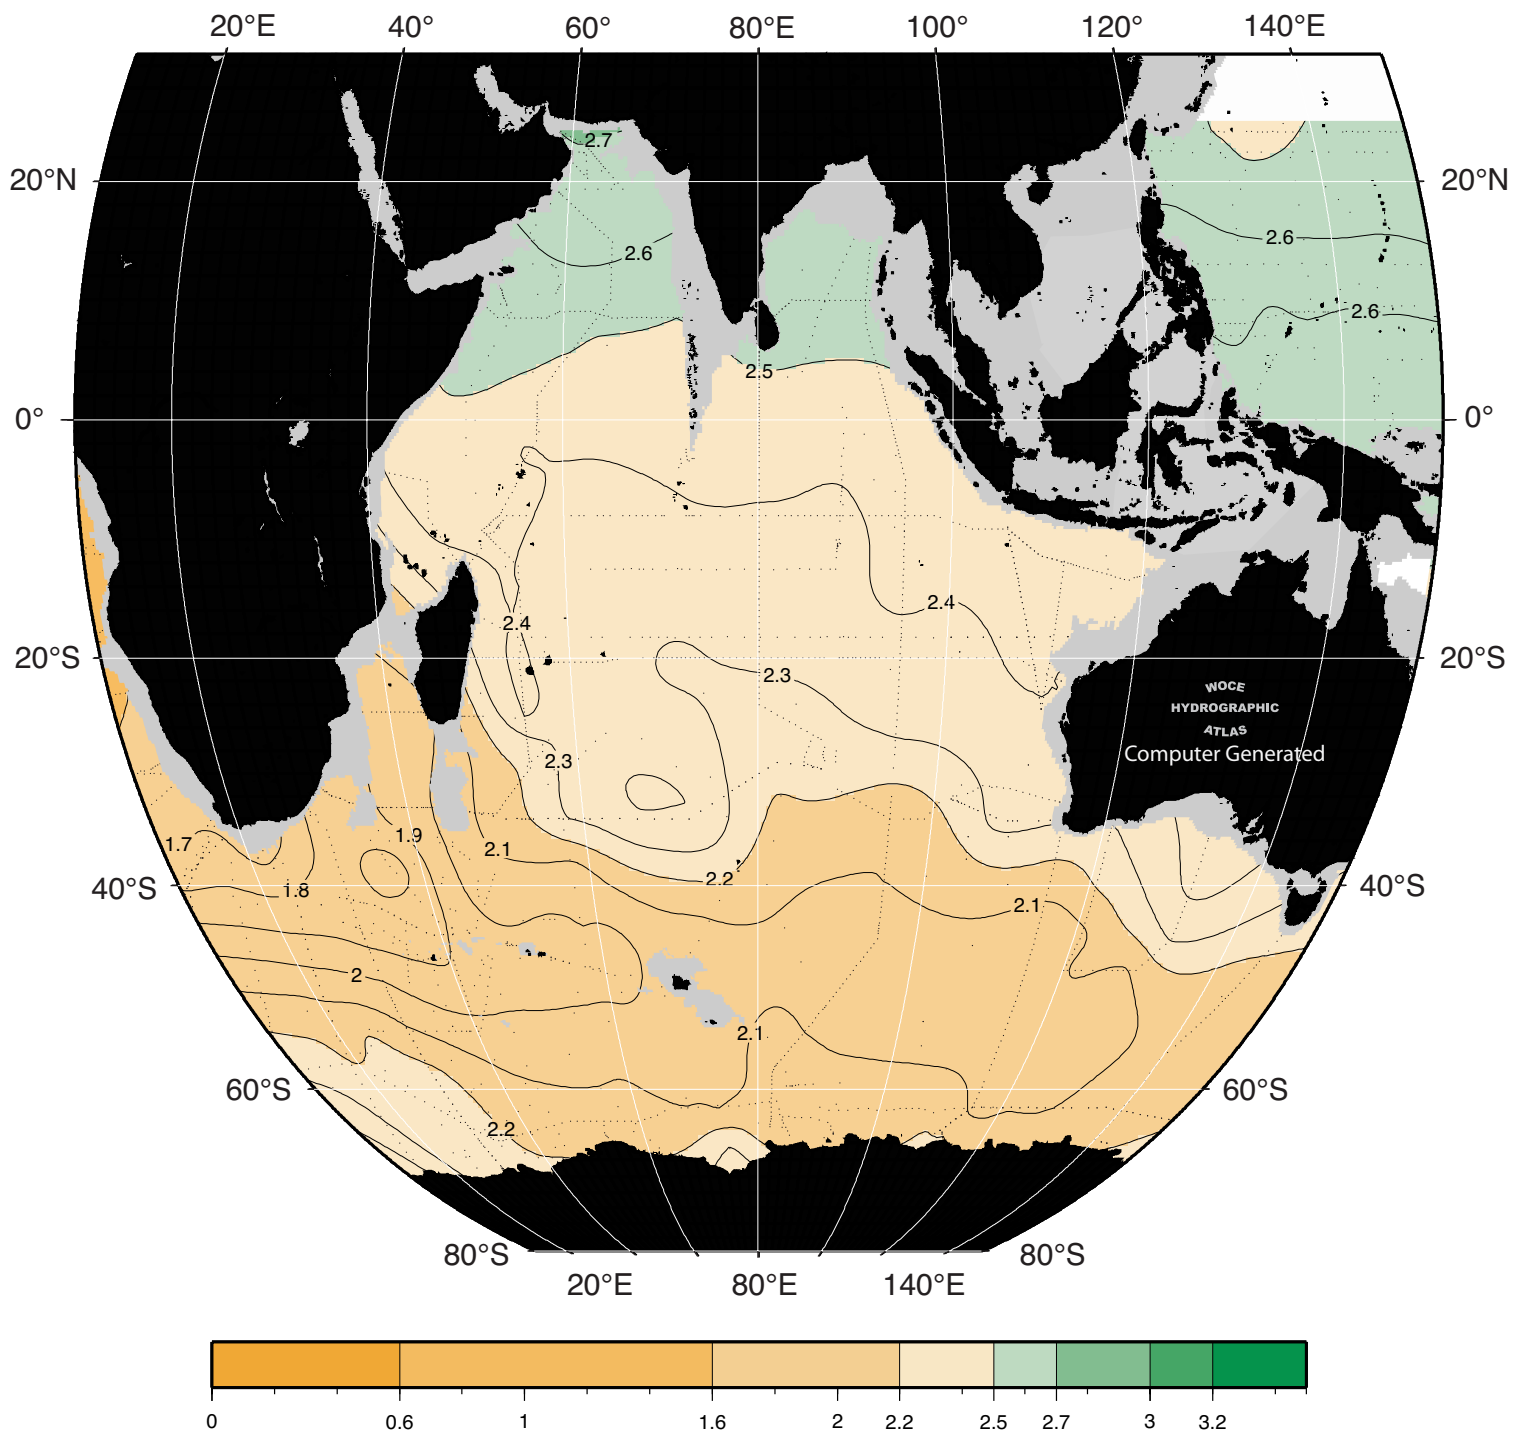 20°E 40° 60° 80°E 100° 120° 140°E
2.7
20°N 20°N
2.6 2.6
2.6
2.5
0° 0°
2.4
2.4
20°S 20°S
2.3
WOCE
HYDROGRAPHIC
ATLAS
Computer Generated
2.3
1.9
1.7 2.1
2.2
40°S 1.8 40°S
2.1
2
2.1
60°S 60°S
2.2
80°S 80°S
20°E 80°E 140°E
0 0.6 1 1.6 2 2.2 2.5 2.7 3 3.2